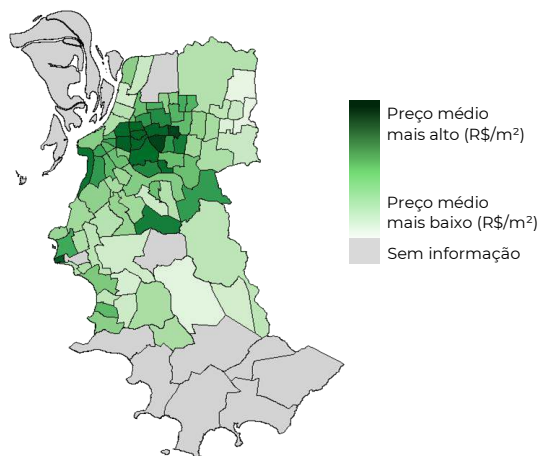 Preço médio
mais alto (R$/m²)
Preço médio
mais baixo (R$/m²)
Sem informação